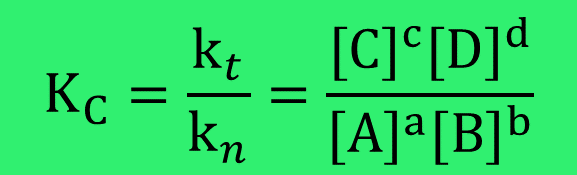 K_C = k_t / k_n = [C]^c[D]^d / [A]^a[B]^b